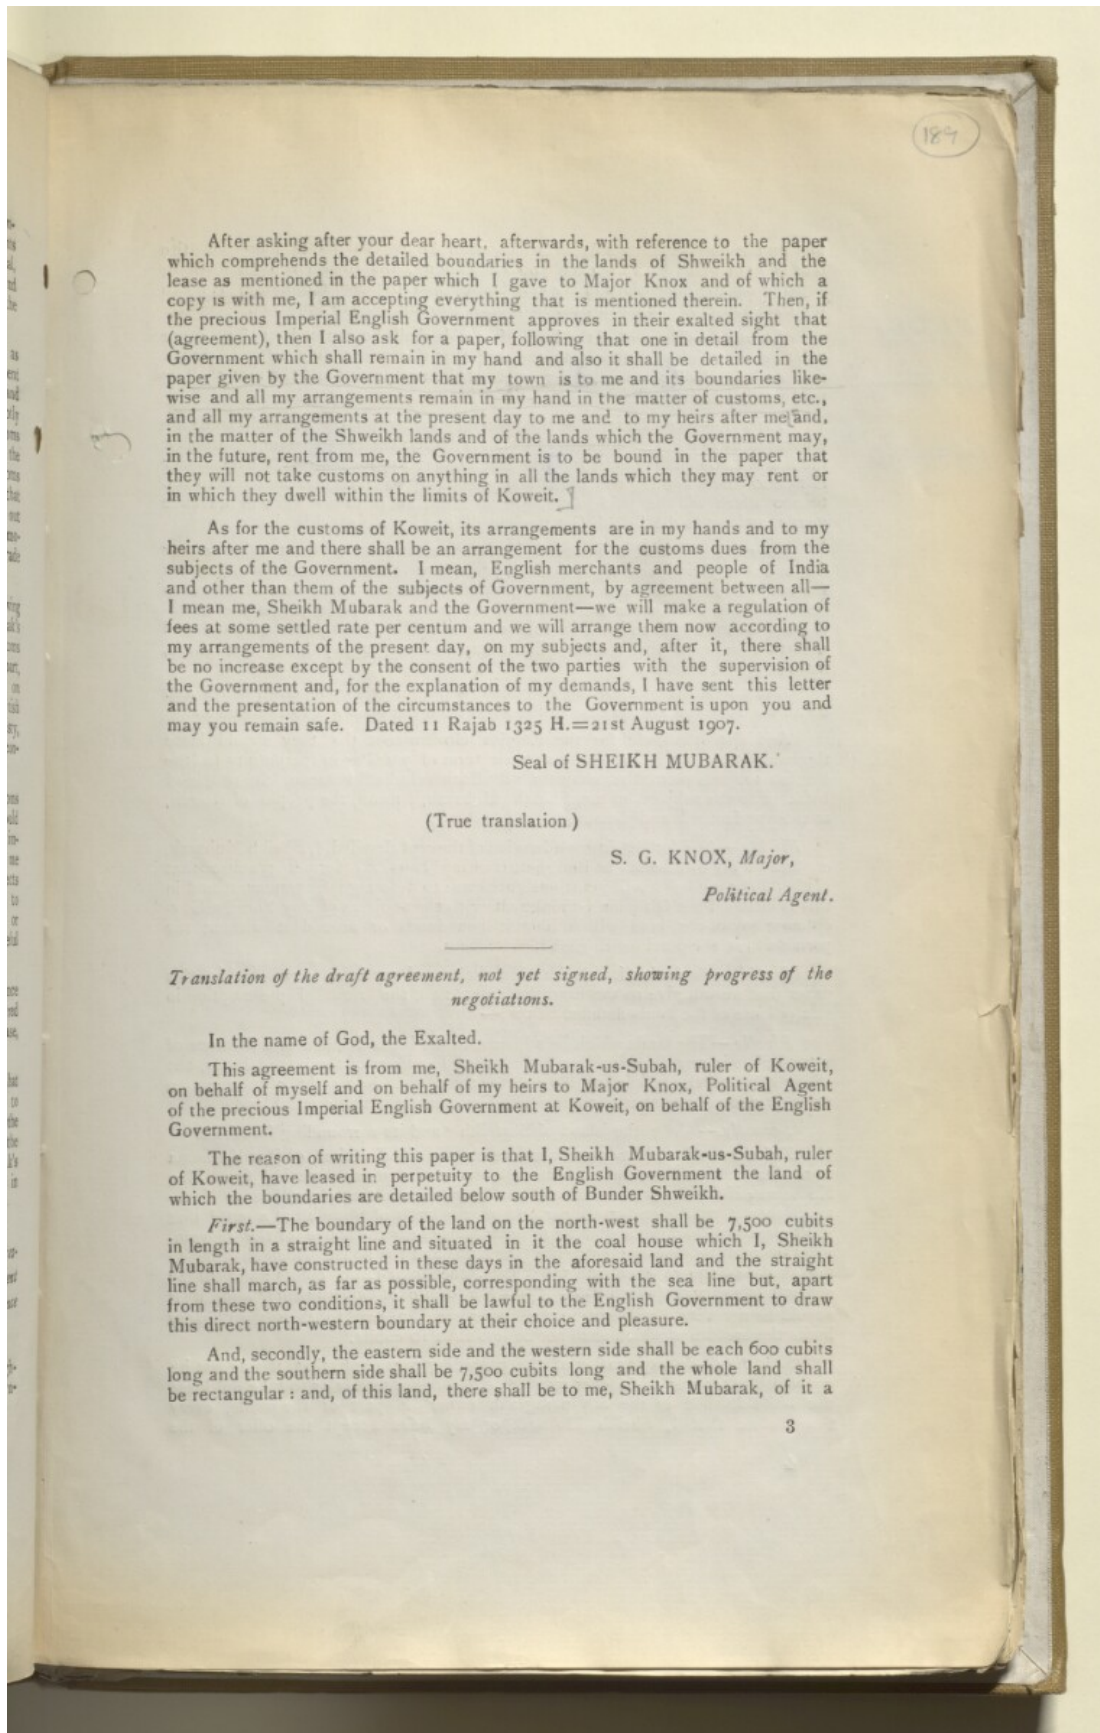 189
After asking after your dear heart, afterwards, with reference to the paper
which comprehends the detailed boundaries in the lands of Shweikh and the
lease as mentioned in the paper which I gave to Major Knox and of which a
copy is with me, I am accepting everything that is mentioned therein. Then, if
the precious Imperial English Government approves in their exalted sight that
(agreement), then I also ask for a paper, following that one in detail from the
Government which shall remain in my hand and also it shall be detailed in the
paper given by the Government that my town is to me and its boundaries like-
wise and all my arrangements remain in my hand in the matter of customs, etc.,
and all my arrangements at the present day to me and to my heirs after me and,
in the matter of the Shweikh lands and of the lands which the Government may,
in the future, rent from me, the Government is to be bound in the paper that
they will not take customs on anything in all the lands which they may rent or
in which they dwell within the limits of Koweit.
As for the customs of Koweit, its arrangements are in my hands and to my
heirs after me and there shall be an arrangement for the customs dues from the
subjects of the Government. I mean, English merchants and people of India
and other than them of the subjects of Government, by agreement between all—
I mean me, Sheikh Mubarak and the Government—we will make a regulation of
fees at some settled rate per centum and we will arrange them now according to
my arrangements of the present day, on my subjects and, after it, there shall
be no increase except by the consent of the two parties with the supervision of
the Government and, for the explanation of my demands, I have sent this letter
and the presentation of the circumstances to the Government is upon you and
may you remain safe. Dated 11 Rajab 1325 H.=21st August 1907.
Seal of SHEIKH MUBARAK.
(True translation)
S. G. KNOX, Major,
Political Agent.
Translation of the draft agreement, not yet signed, showing progress of the
negotiations.
In the name of God, the Exalted.
This agreement is from me, Sheikh Mubarak-us-Subah, ruler of Koweit,
on behalf of myself and on behalf of my heirs to Major Knox, Political Agent
of the precious Imperial English Government at Koweit, on behalf of the English
Government.
The reason of writing this paper is that I, Sheikh Mubarak-us-Subah, ruler
of Koweit, have leased in perpetuity to the English Government the land of
which the boundaries are detailed below south of Bunder Shweikh.
First.—The boundary of the land on the north-west shall be 7,500 cubits
in length in a straight line and situated in it the coal house which I, Sheikh
Mubarak, have constructed in these days in the aforesaid land and the straight
line shall march, as far as possible, corresponding with the sea line but, apart
from these two conditions, it shall be lawful to the English Government to draw
this direct north-western boundary at their choice and pleasure.
And, secondly, the eastern side and the western side shall be each 600 cubits
long and the southern side shall be 7,500 cubits long and the whole land shall
be rectangular : and, of this land, there shall be to me, Sheikh Mubarak, of it a
3